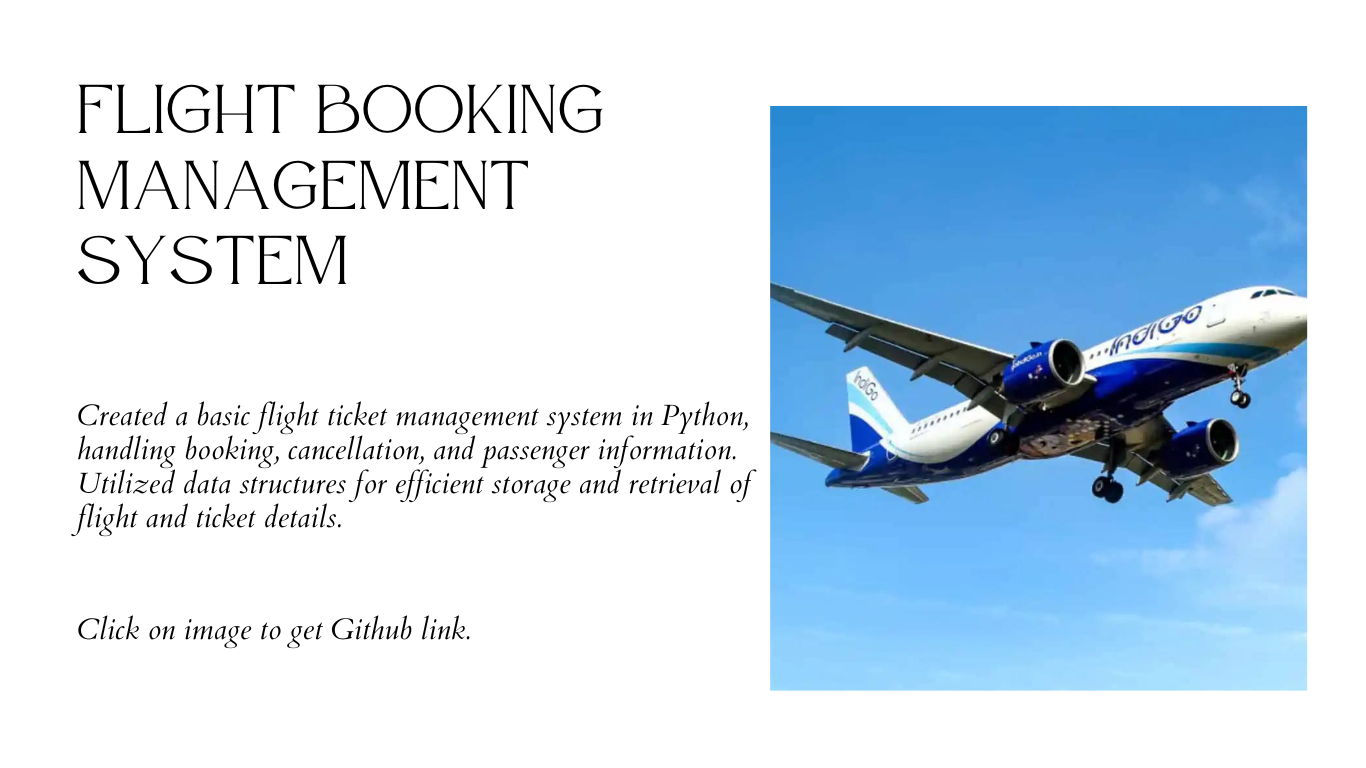 FLIGHT BOOKING
MANAGEMENT
SYSTEM
Created a basic flight ticket management system in Python,
handling booking, cancellation, and passenger information.
Utilized data structures for efficient storage and retrieval of
flight and ticket details.
Click on image to get Github link.
IndiGo
IndiGo